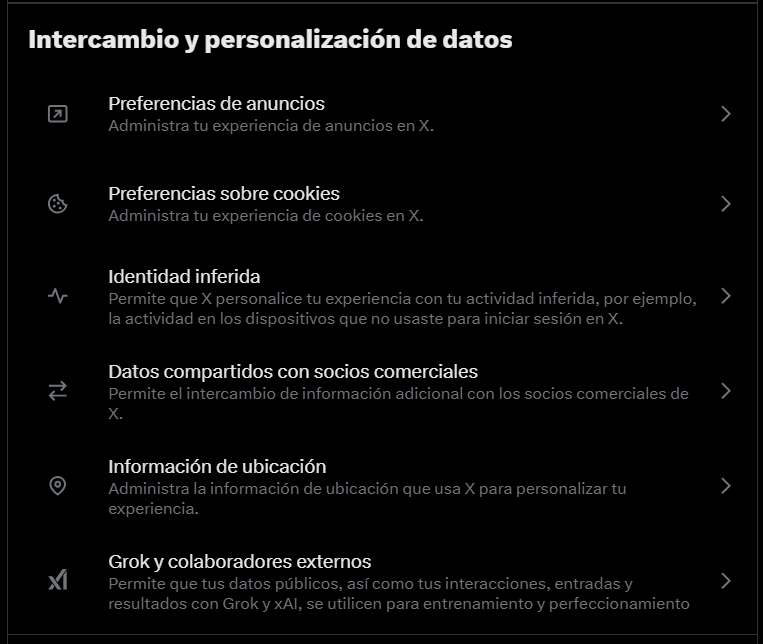 Intercambio y personalización de datos
Preferencias de anuncios
Administra tu experiencia de anuncios en X.
Preferencias sobre cookies
Administra tu experiencia de cookies en X.
Identidad inferida
Permite que X personalice tu experiencia con tu actividad inferida, por ejemplo,
la actividad en los dispositivos que no usaste para iniciar sesión en X.
Datos compartidos con socios comerciales
Permite el intercambio de información adicional con los socios comerciales de
X.
Información de ubicación
Administra la información de ubicación que usa X para personalizar tu
experiencia.
Grok y colaboradores externos
Permite que tus datos públicos, así como tus interacciones, entradas y
resultados con Grok y xAI, se utilicen para entrenamiento y perfeccionamiento